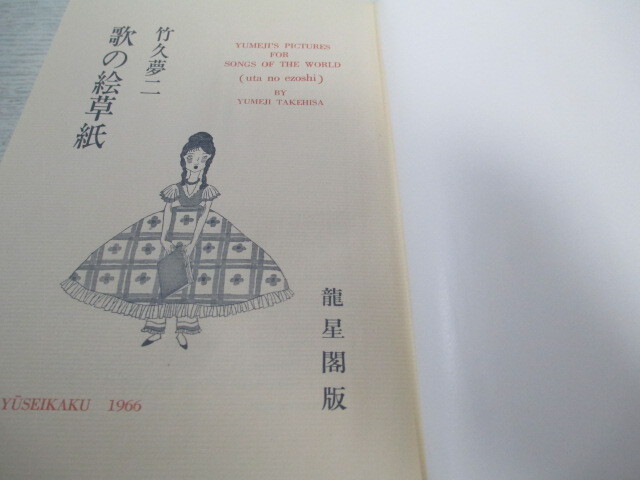 竹久夢二
歌の絵草紙
YUMEJI'S PICTURES
FOR
SONGS OF THE WORLD
(uta no ezoshi)
BY
YUMEJI TAKEHISA
龍星閣版
YŪSEIKAKU 1966